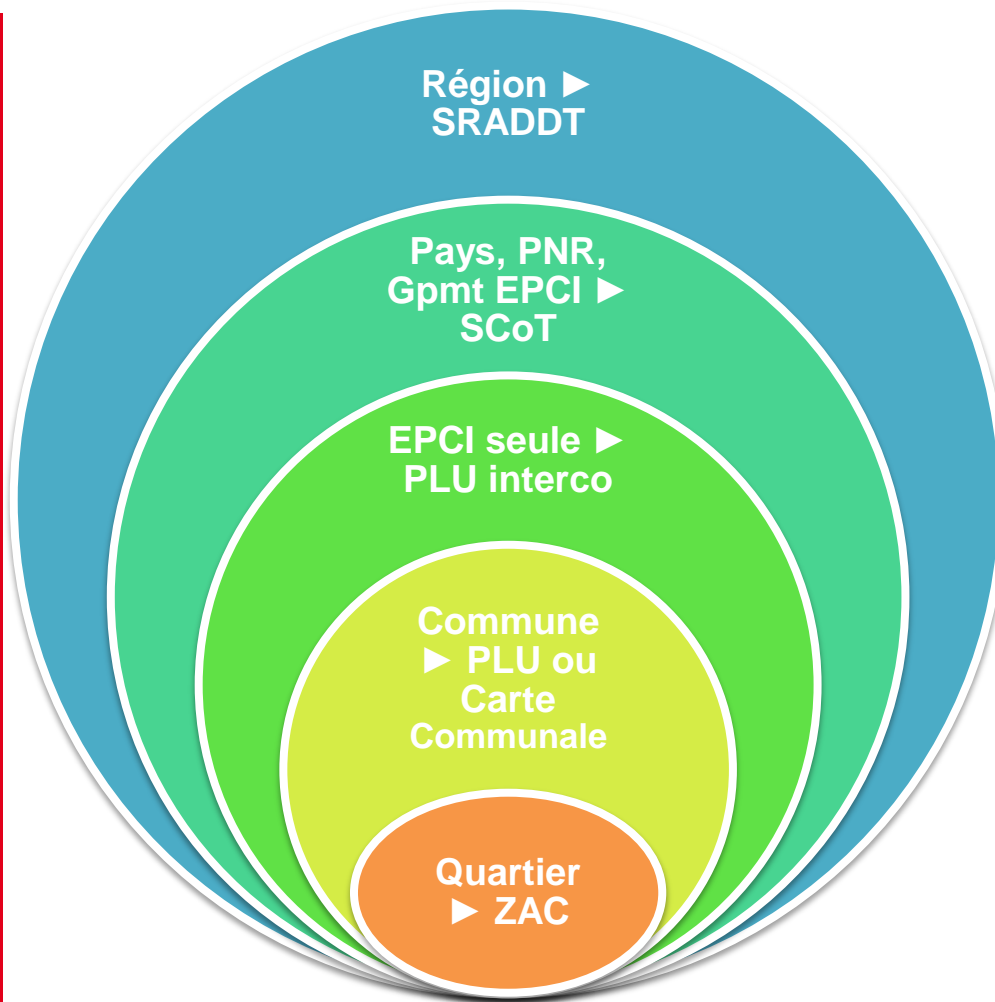 Région ►
SRADDT
Pays, PNR,
Gpmt EPCI ►
SCoT
EPCI seule ►
PLU interco
Commune
► PLU ou
Carte
Communale
Quartier
► ZAC